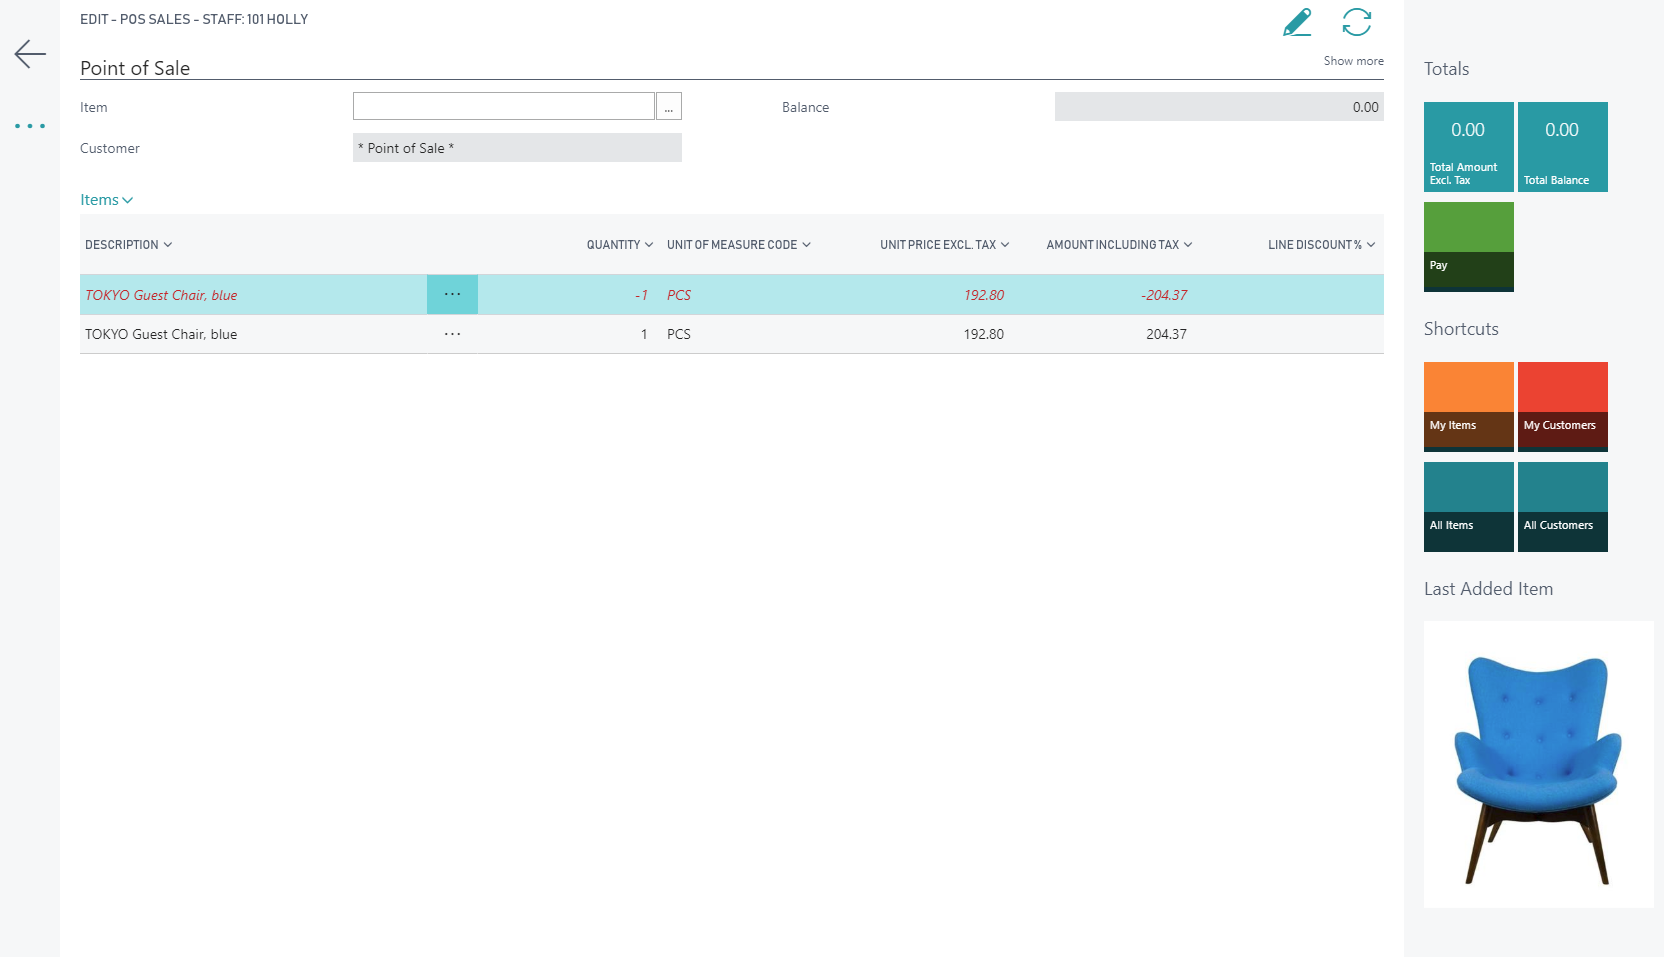 EDIT - POS SALES - STAFF: 101 HOLLY
Point of Sale
Show more
Item
...
Balance
0.00
Customer
* Point of Sale *
Items
DESCRIPTION QUANTITY UNIT OF MEASURE CODE UNIT PRICE EXCL. TAX AMOUNT INCLUDING TAX LINE DISCOUNT %
TOKYO Guest Chair, blue ... -1 PCS 192.80 -204.37
TOKYO Guest Chair, blue ... 1 PCS 192.80 204.37
Totals
0.00
Total Amount
Excl. Tax
0.00
Total Balance
Pay
Shortcuts
My Items
My Customers
All Items
All Customers
Last Added Item